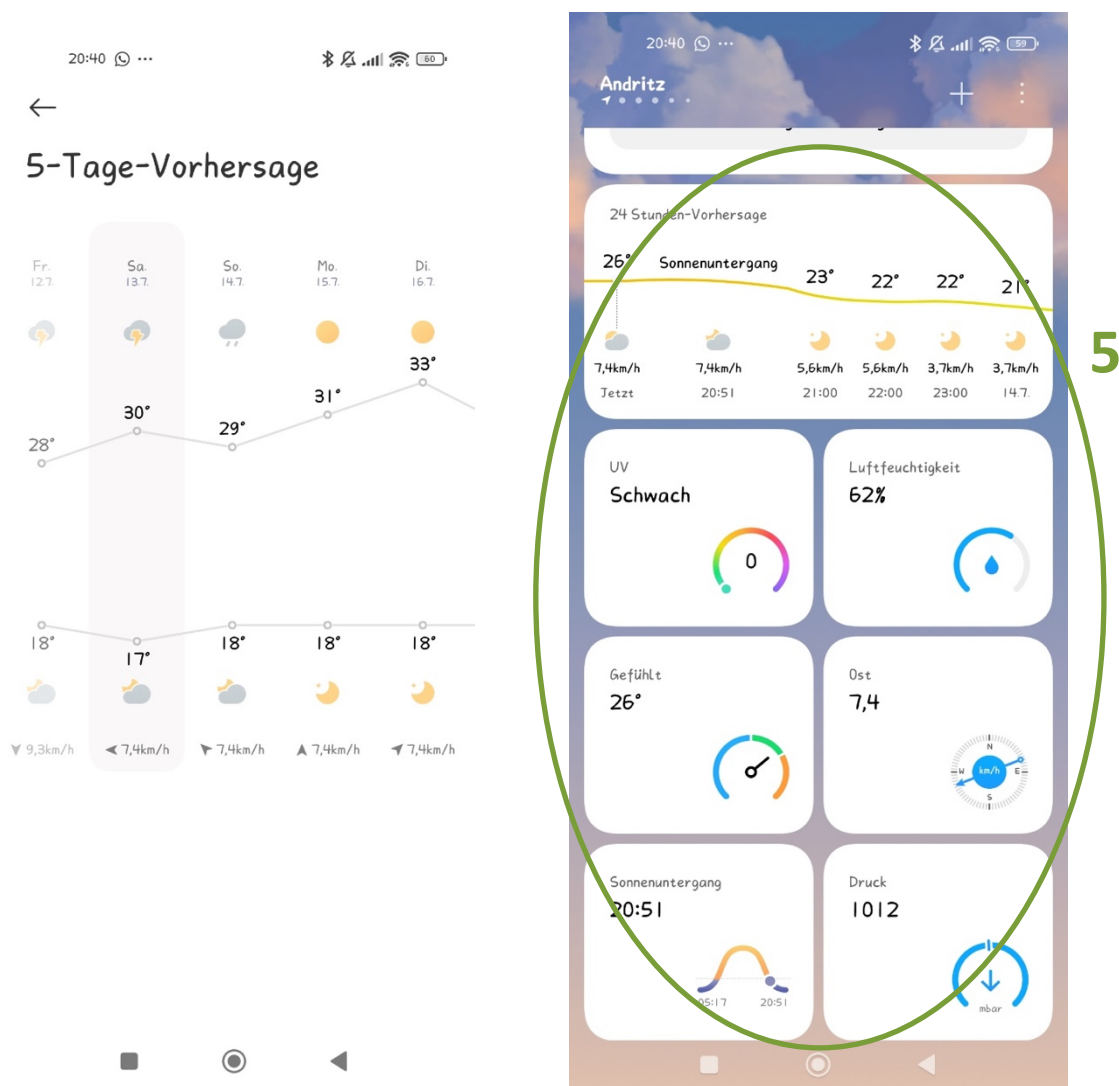 20:40 ...
60
5-Tage-Vorhersage
Fr. Sa. So. Mo. Di.
12.7. 13.7. 14.7. 15.7. 16.7.
33°
31°
30°
29°
28°
18° 17° 18° 18° 18°
9,3km/h 7,4km/h 7,4km/h 7,4km/h 7,4km/h
20:40 ...
59
Andritz
24 Stunden-Vorhersage
26° Sonnenuntergang 23° 22° 22° 21°
7,4km/h 7,4km/h 5,6km/h 5,6km/h 3,7km/h 3,7km/h
Jetzt 20:51 21:00 22:00 23:00 14.7.
5
UV
Schwach
0
Luftfeuchtigkeit
62%
Gefühlt
26°
Ost
7,4
N
W km/h E
S
Sonnenuntergang
20:51
05:17 20:51
Druck
1012
mbar